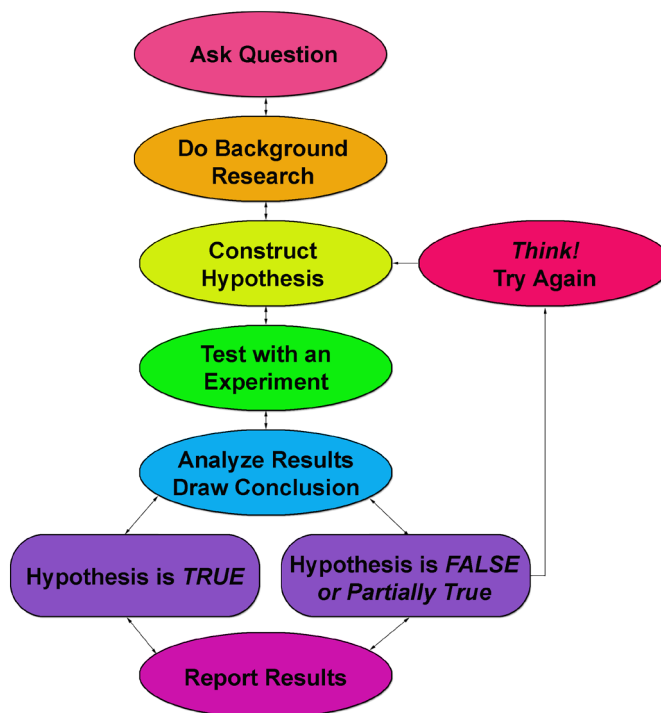 Ask Question
Do Background
Research
Construct
Hypothesis
Think!
Try Again
Test with an
Experiment
Analyze Results
Draw Conclusion
Hypothesis is TRUE
Hypothesis is FALSE
or Partially True
Report Results